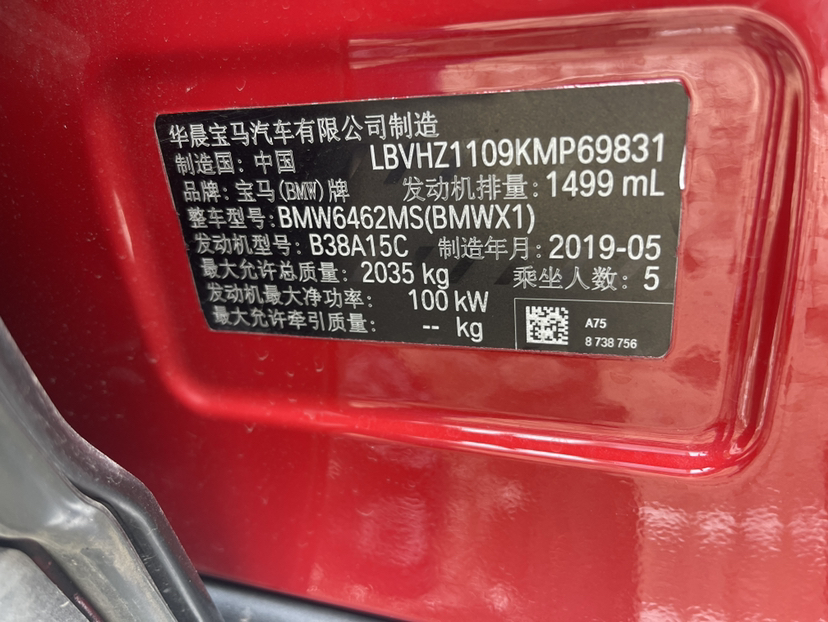 华晨宝马汽车有限公司制造
制造国：中国 LBVHZ1109KMP69831
品牌：宝马(BMW)牌 发动机排量：1499 mL
整车型号：BMW6462MS(BMWX1)
发动机型号：B38A15C 制造年月：2019-05
最大允许总质量：2035 kg 乘坐人数：5
发动机最大净功率：100 kW
最大允许牵引质量：-- kg
A75
8 738 756